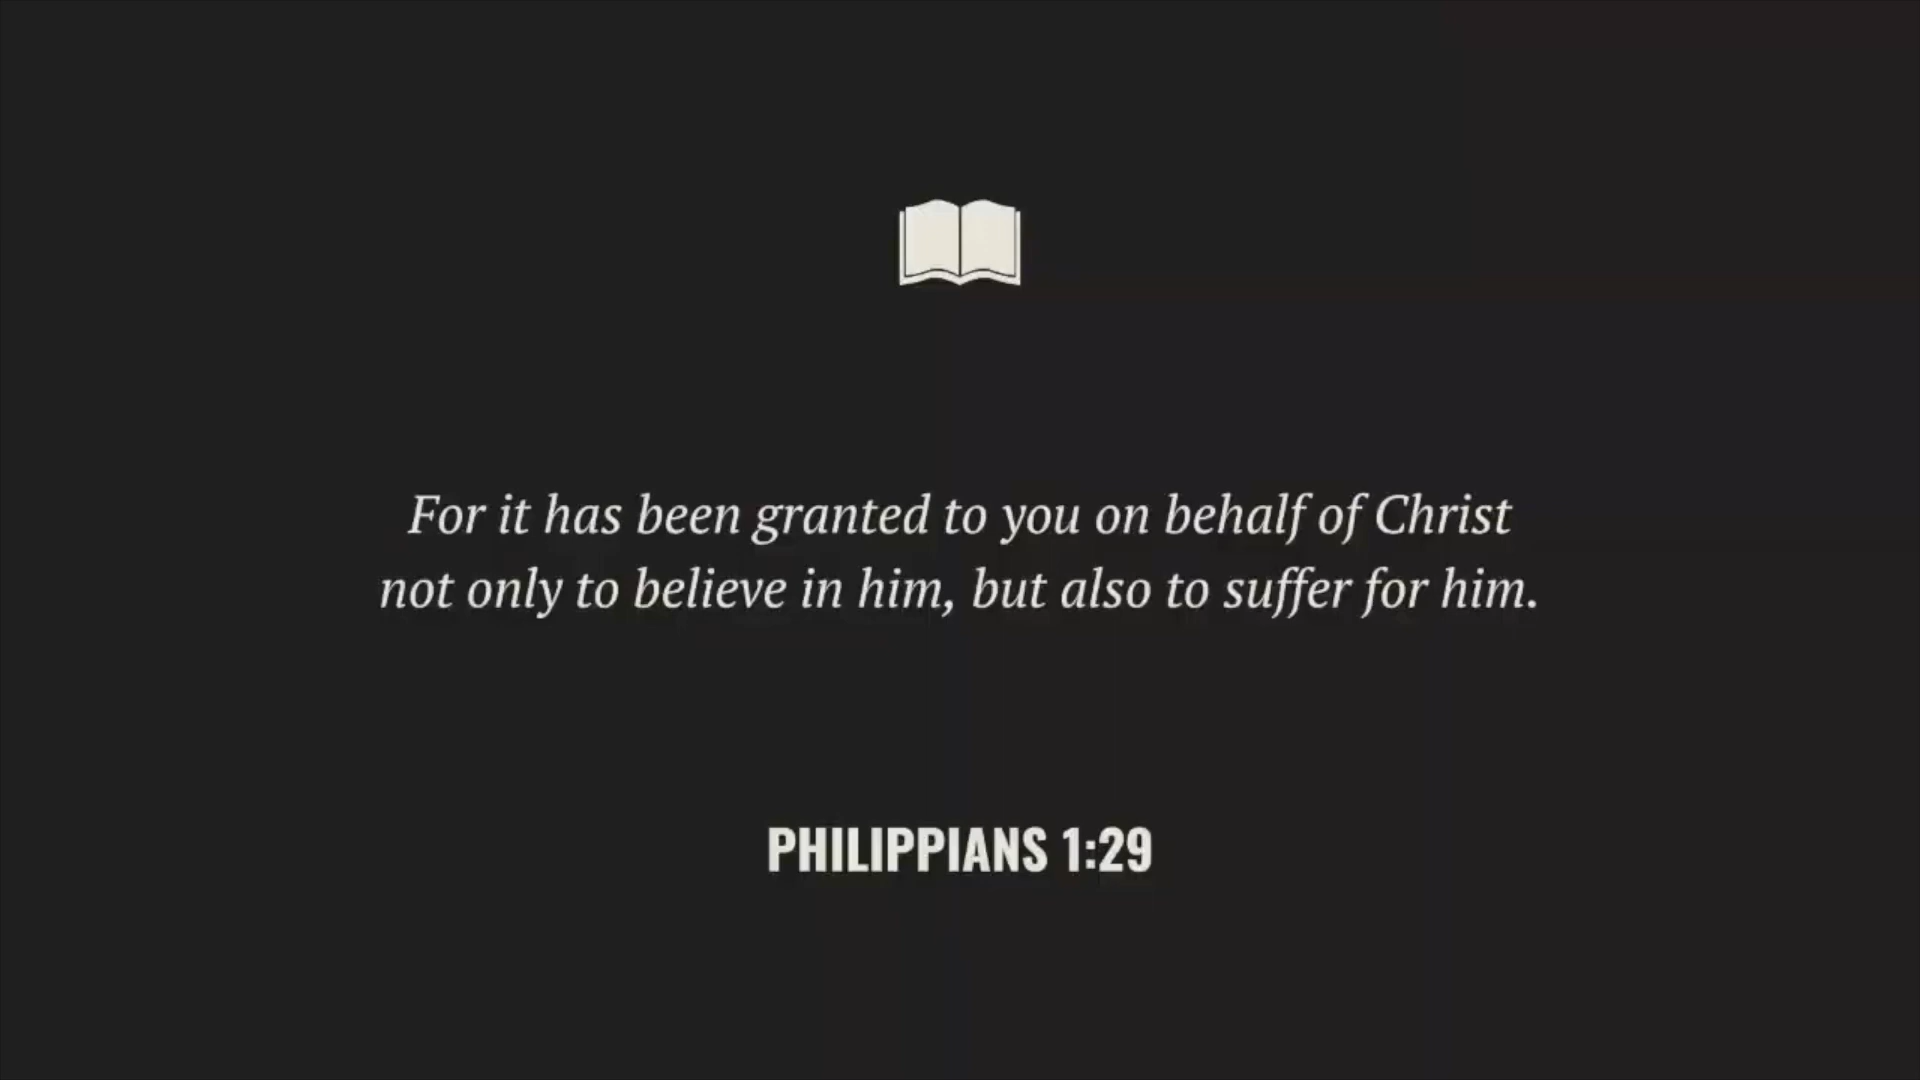 For it has been granted to you on behalf of Christ
not only to believe in him, but also to suffer for him.
PHILIPPIANS 1:29